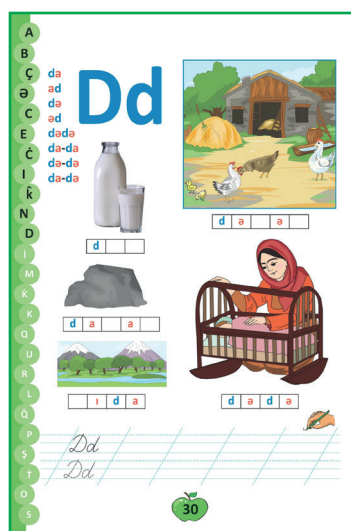 A
B
Ç
Ə
C
E
Ċ
I
k̂
N
D
İ
M
K
K
Q
U
R
L
Ğ
P
Ş
T
O
S
da
ad
də
əd
dədə
da-da
də-də
da-də
Dd
d
d ə ə
d a a
ı d a
d ə d ə
Dd
Dd
30